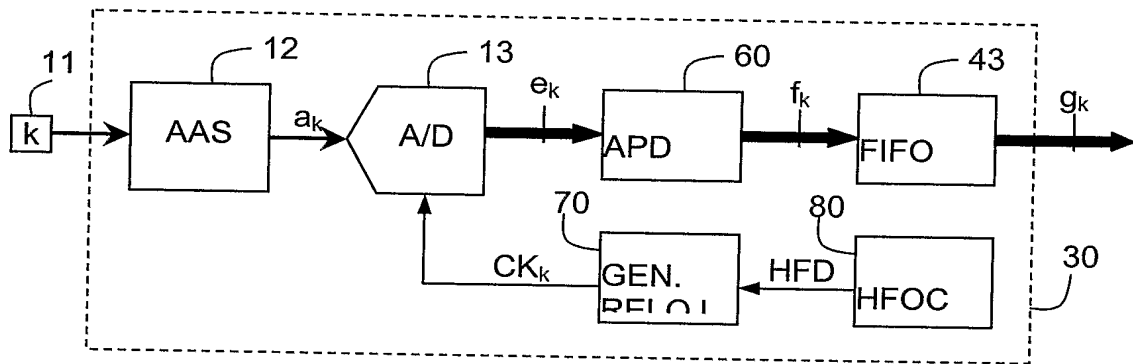 11
12
13
60
43
k
AAS
a_k
A/D
e_k
APD
f_k
FIFO
g_k
70
80
CK_k
GEN.
RELOJ
HFD
HFOC
30